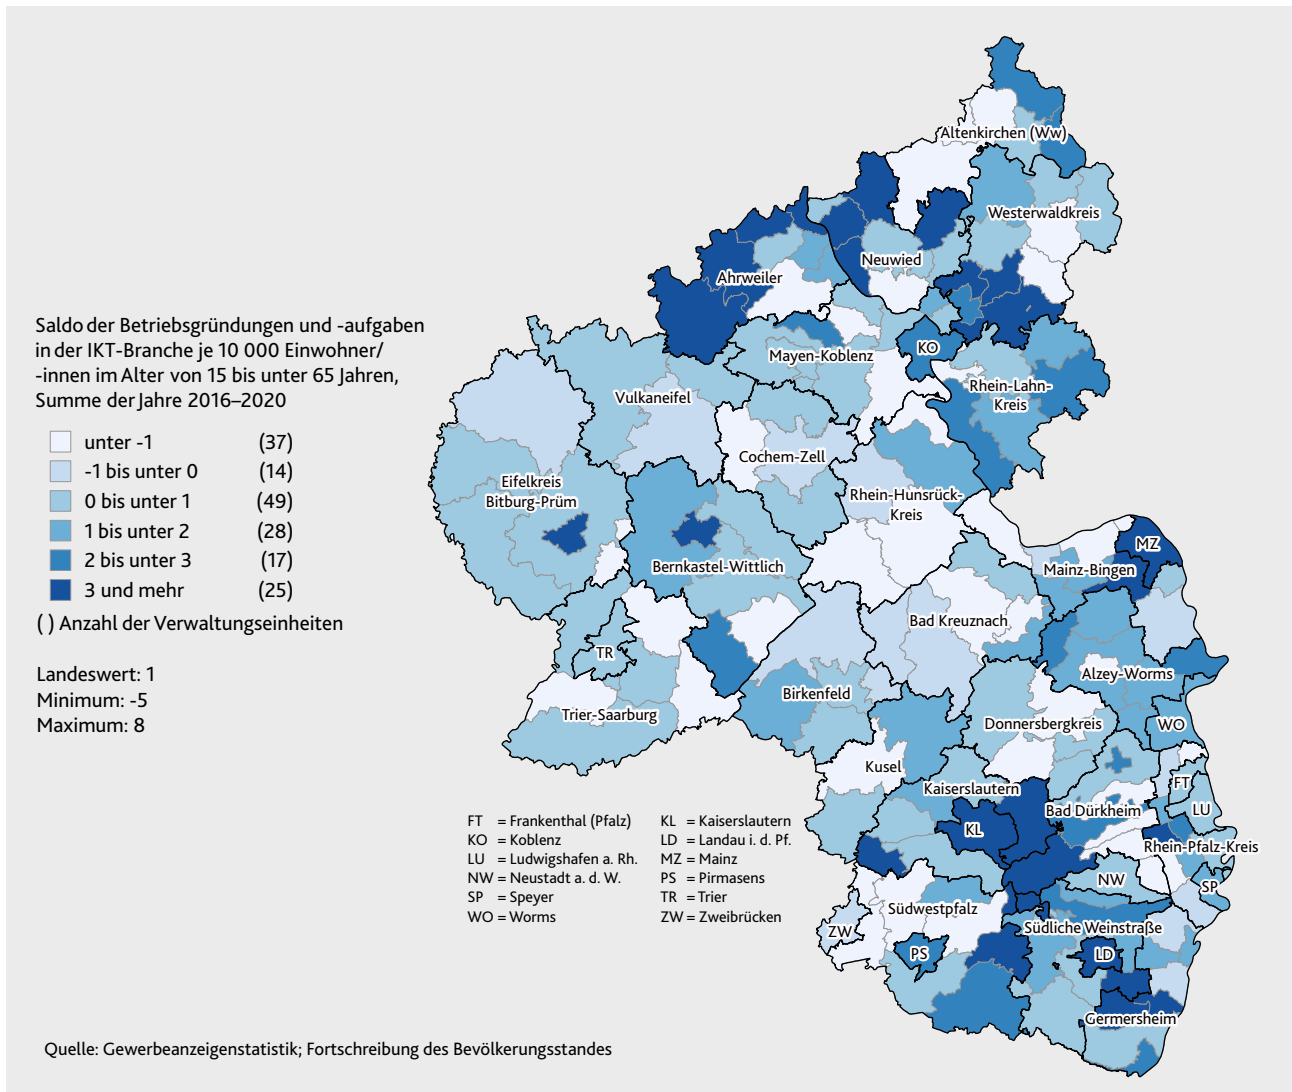 Saldo der Betriebsgründungen und -aufgaben
in der IKT-Branche je 10 000 Einwohner/
-innen im Alter von 15 bis unter 65 Jahren,
Summe der Jahre 2016–2020
unter -1 (37)
-1 bis unter 0 (14)
0 bis unter 1 (49)
1 bis unter 2 (28)
2 bis unter 3 (17)
3 und mehr (25)
( ) Anzahl der Verwaltungseinheiten
Landeswert: 1
Minimum: -5
Maximum: 8
Altenkirchen (Ww)
Westerwaldkreis
Neuwied
Ahrweiler
KO
Mayen-Koblenz
Rhein-Lahn-
Kreis
Vulkaneifel
Cochem-Zell
Eifelkreis
Bitburg-Prüm
Rhein-Hunsrück-
Kreis
MZ
Bernkastel-Wittlich
Mainz-Bingen
Bad Kreuznach
TR
Alzey-Worms
Birkenfeld
Trier-Saarburg
Donnersbergkreis
WO
Kusel
FT
Kaiserslautern
LU
Bad Dürkheim
KL
Rhein-Pfalz-Kreis
NW
SP
Südwestpfalz
Südliche Weinstraße
ZW
PS
LD
Germersheim
FT = Frankenthal (Pfalz)
KO = Koblenz
LU = Ludwigshafen a. Rh.
NW = Neustadt a. d. W.
SP = Speyer
WO = Worms
KL = Kaiserslautern
LD = Landau i. d. Pf.
MZ = Mainz
PS = Pirmasens
TR = Trier
ZW = Zweibrücken
Quelle: Gewerbeanzeigenstatistik; Fortschreibung des Bevölkerungsstandes